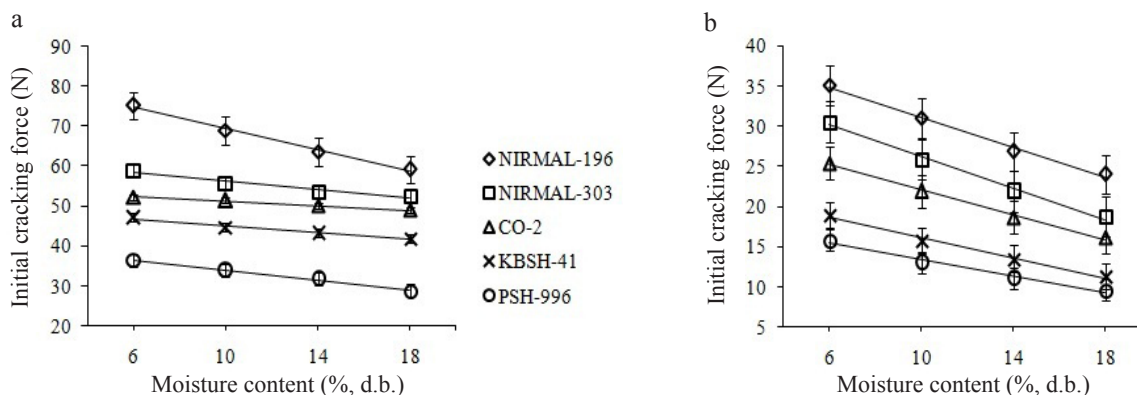 a
90
80
70
60
50
40
30
20
6 10 14 18
Initial cracking force (N)
Moisture content (%, d.b.)
NIRMAL-196
NIRMAL-303
CO-2
KBSH-41
PSH-996
b
40
35
30
25
20
15
10
5
6 10 14 18
Initial cracking force (N)
Moisture content (%, d.b.)